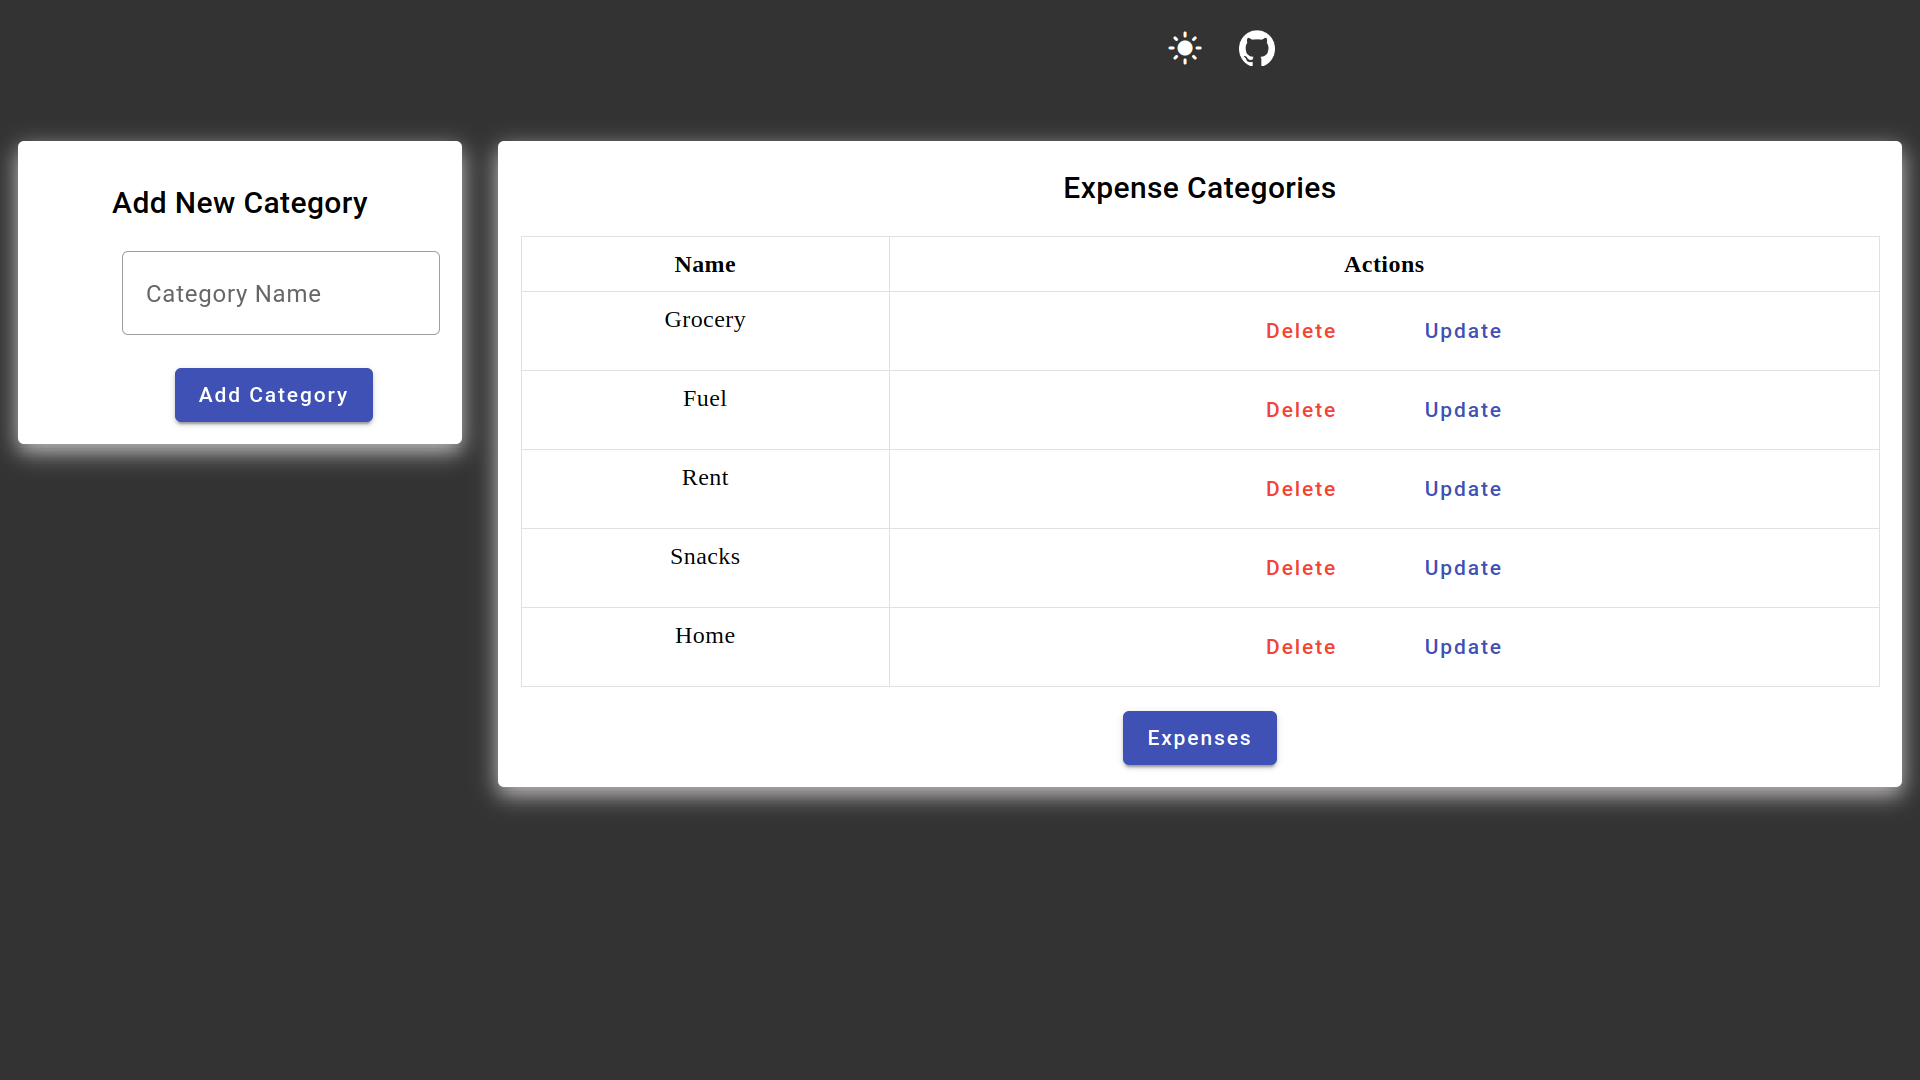 Add New Category
Category Name
Add Category
Expense Categories
Name Actions
Grocery Delete Update
Fuel Delete Update
Rent Delete Update
Snacks Delete Update
Home Delete Update
Expenses